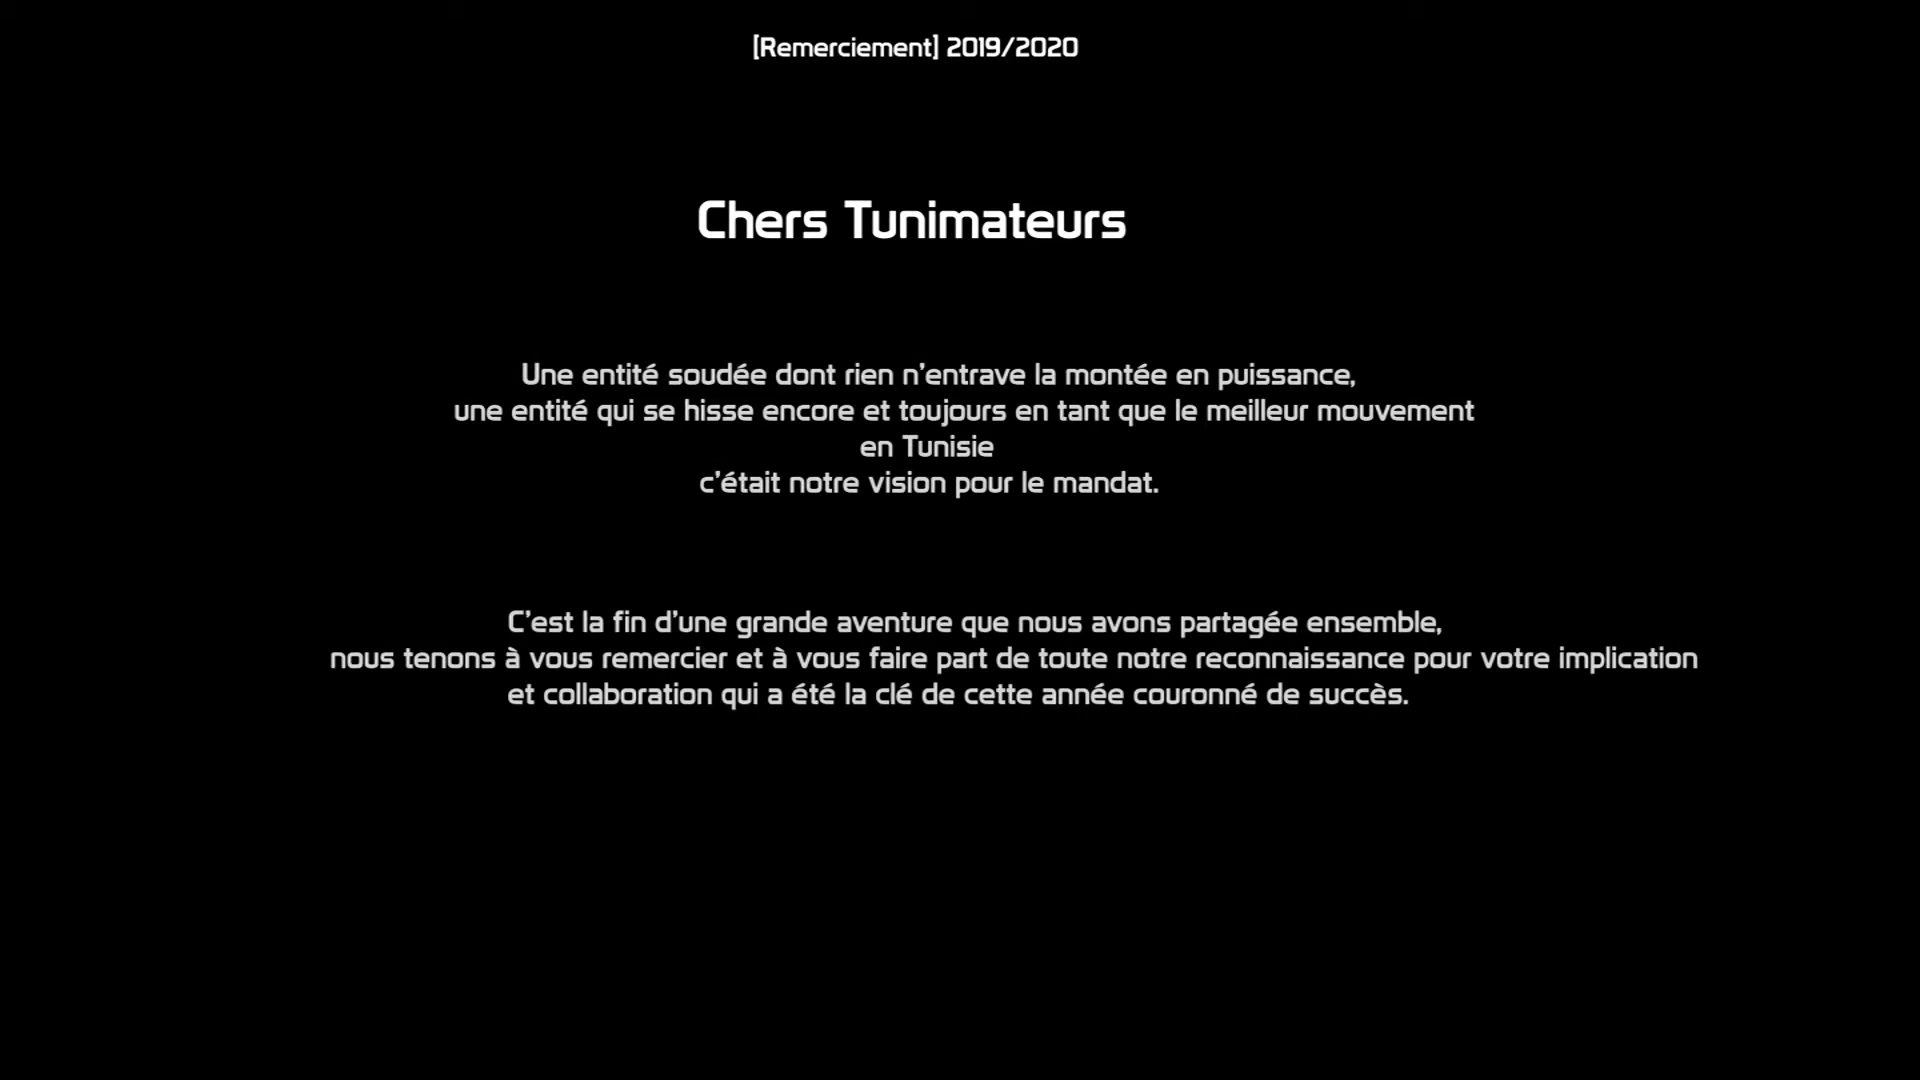 [Remerciement] 2019/2020
Chers Tunimateurs
Une entité soudée dont rien n’entrave la montée en puissance,
une entité qui se hisse encore et toujours en tant que le meilleur mouvement
en Tunisie
c’était notre vision pour le mandat.
C’est la fin d’une grande aventure que nous avons partagée ensemble,
nous tenons à vous remercier et à vous faire part de toute notre reconnaissance pour votre implication
et collaboration qui a été la clé de cette année couronné de succès.